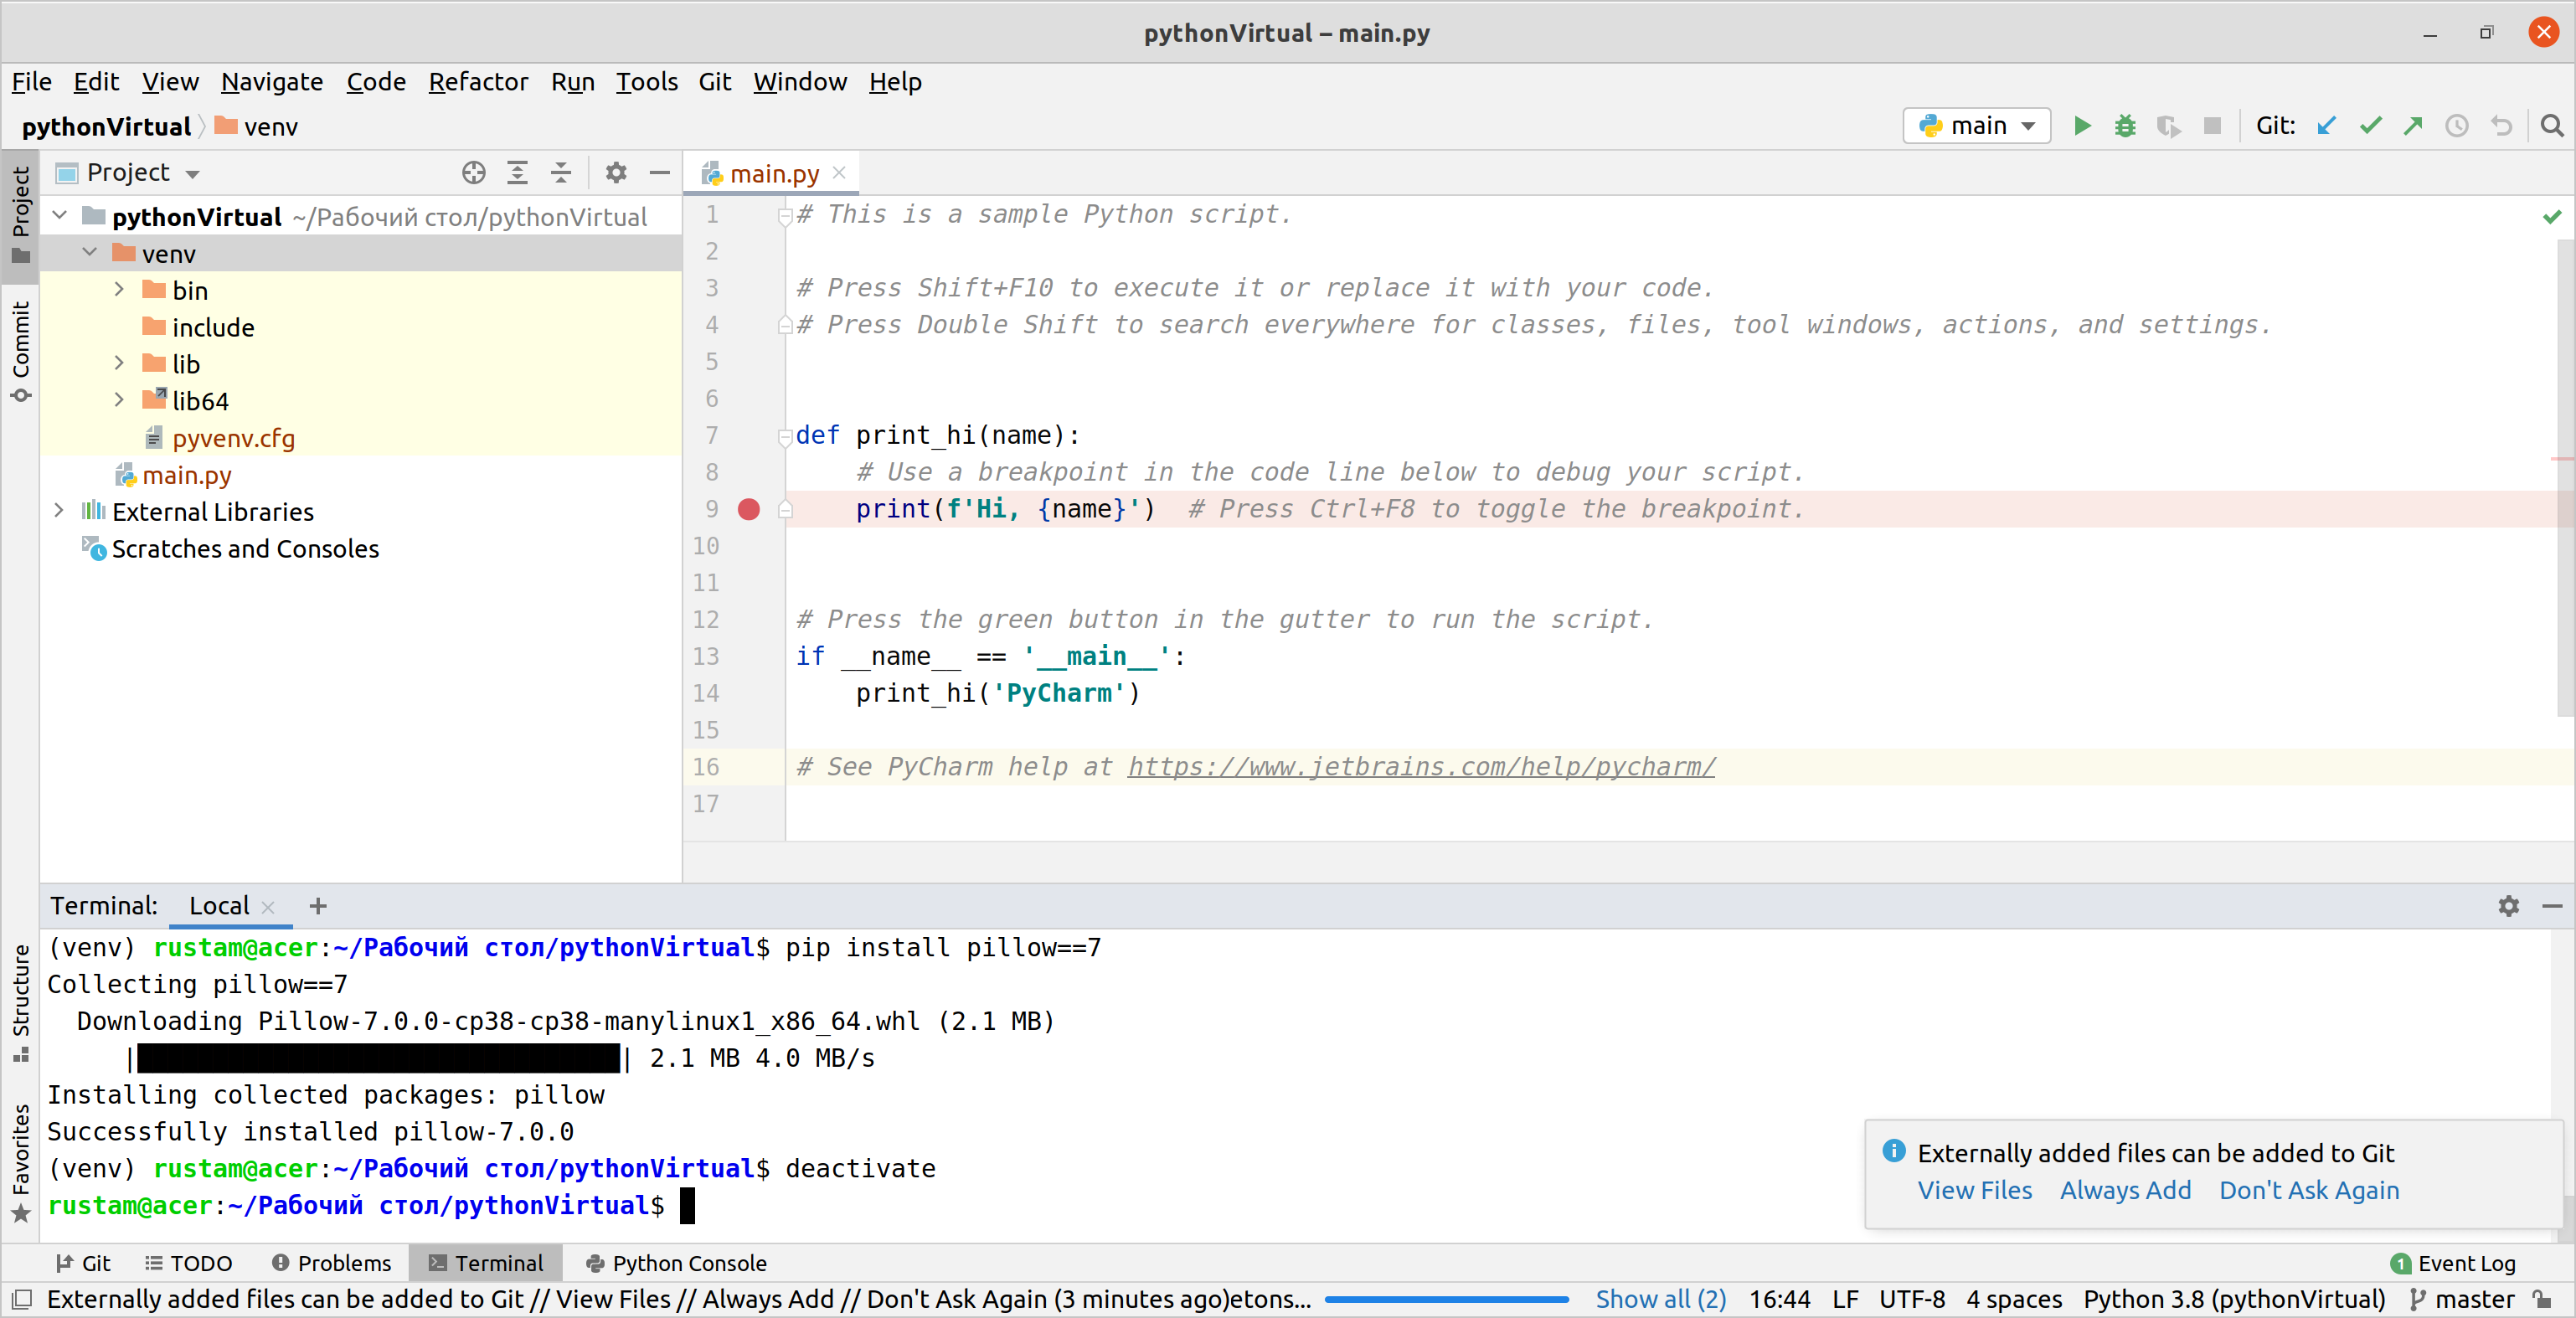 pythonVirtual – main.py
File Edit View Navigate Code Refactor Run Tools Git Window Help
pythonVirtual venv
main Git:
Project
main.py
Project
Commit
Structure
Favorites
pythonVirtual ~/Рабочий стол/pythonVirtual
venv
bin
include
lib
lib64
pyvenv.cfg
main.py
External Libraries
Scratches and Consoles
1 # This is a sample Python script.
2
3 # Press Shift+F10 to execute it or replace it with your code.
4 # Press Double Shift to search everywhere for classes, files, tool windows, actions, and settings.
5
6
7 def print_hi(name):
8 # Use a breakpoint in the code line below to debug your script.
9 print(f'Hi, {name}') # Press Ctrl+F8 to toggle the breakpoint.
10
11
12 # Press the green button in the gutter to run the script.
13 if __name__ == '__main__':
14 print_hi('PyCharm')
15
16 # See PyCharm help at https://www.jetbrains.com/help/pycharm/
17
Terminal: Local
(venv) rustam@acer:~/Рабочий стол/pythonVirtual$ pip install pillow==7
Collecting pillow==7
Downloading Pillow-7.0.0-cp38-cp38-manylinux1_x86_64.whl (2.1 MB)
| | 2.1 MB 4.0 MB/s
Installing collected packages: pillow
Successfully installed pillow-7.0.0
(venv) rustam@acer:~/Рабочий стол/pythonVirtual$ deactivate
rustam@acer:~/Рабочий стол/pythonVirtual$
Externally added files can be added to Git
View Files Always Add Don't Ask Again
Git TODO Problems Terminal Python Console 1 Event Log
Externally added files can be added to Git // View Files // Always Add // Don't Ask Again (3 minutes ago)etons... Show all (2) 16:44 LF UTF-8 4 spaces Python 3.8 (pythonVirtual) master